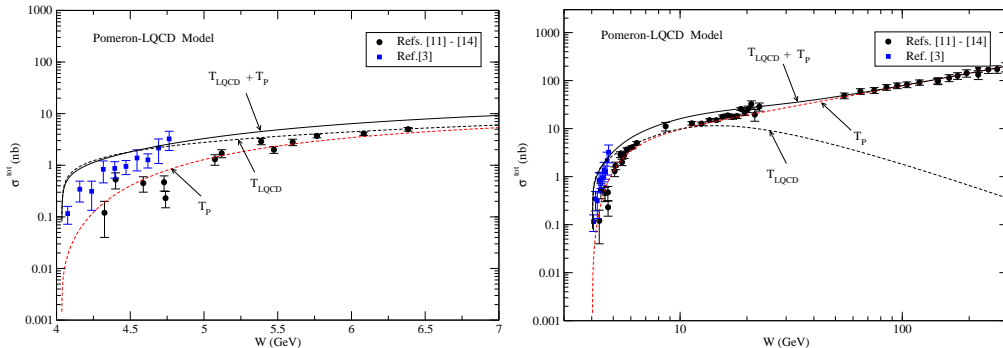 Pomeron-LQCD Model
Refs. [11] - [14]
Ref.[3]
T_LQCD + T_P
T_LQCD
T_P
σ^tot (nb)
100
10
1
0.1
0.01
0.001
4 4.5 5 5.5 6 6.5 7
W (GeV)
Pomeron-LQCD Model
Refs. [11] - [14]
Ref. [3]
T_LQCD + T_P
T_P
T_LQCD
σ^tot (nb)
1000
100
10
1
0.1
0.01
0.001
10 100
W (GeV)